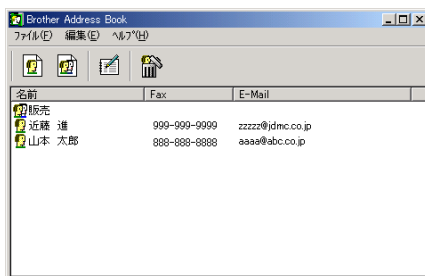 Brother Address Book
ファイル(F) 編集(E) ヘルプ(H)
名前 Fax E-Mail
販売
近藤 進 999-999-9999 zzzzz@jdmc.co.jp
山本 太郎 888-888-8888 aaaa@abc.co.jp